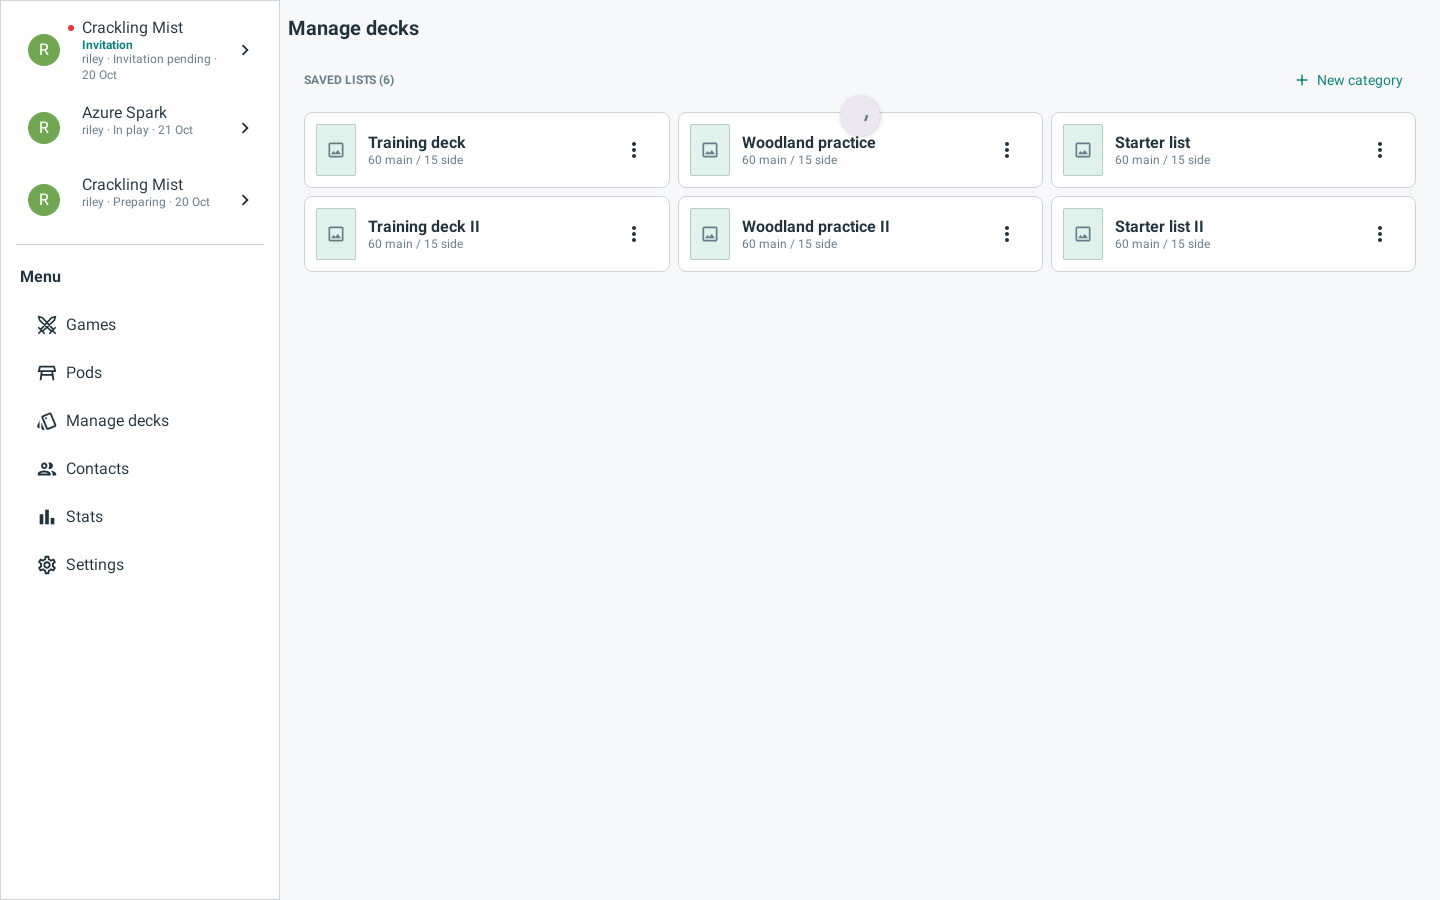 Crackling Mist
Invitation
R
riley · Invitation pending ·
20 Oct
Azure Spark
R
riley · In play · 21 Oct
Crackling Mist
R
riley · Preparing · 20 Oct
Menu
Games
Pods
Manage decks
Contacts
Stats
Settings
Manage decks
SAVED LISTS (6)
New category
Training deck
60 main / 15 side
Woodland practice
60 main / 15 side
Starter list
60 main / 15 side
Training deck II
60 main / 15 side
Woodland practice II
60 main / 15 side
Starter list II
60 main / 15 side